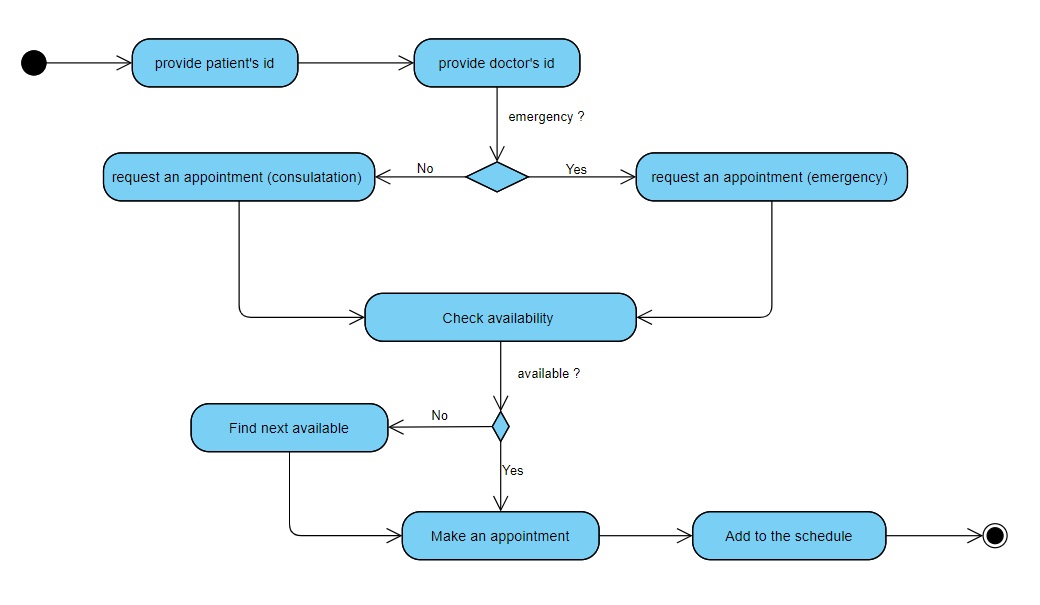 provide patient's id
provide doctor's id
emergency ?
No
Yes
request an appointment (consulatation)
request an appointment (emergency)
Check availability
available ?
No
Find next available
Yes
Make an appointment
Add to the schedule